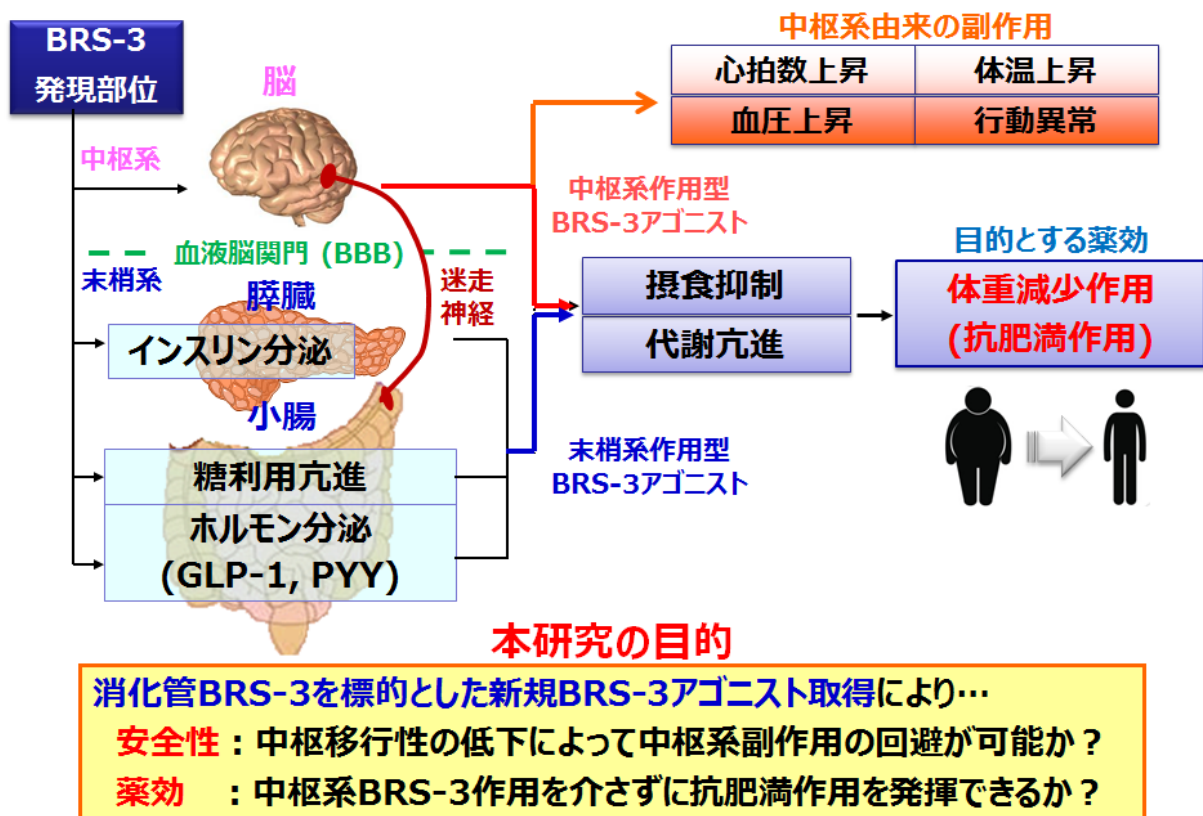 BRS-3
発現部位
中枢系由来の副作用
心拍数上昇
体温上昇
血圧上昇
行動異常
脳
中枢系
中枢系作用型
BRS-3アゴニスト
血液脳関門 (BBB)
末梢系
膵臓
迷走
神経
インスリン分泌
小腸
糖利用亢進
ホルモン分泌
(GLP-1, PYY)
摂食抑制
代謝亢進
末梢系作用型
BRS-3アゴニスト
目的とする薬効
体重減少作用
(抗肥満作用)
本研究の目的
消化管BRS-3を標的とした新規BRS-3アゴニスト取得により…
安全性：中枢移行性の低下によって中枢系副作用の回避が可能か？
薬効　：中枢系BRS-3作用を介さずに抗肥満作用を発揮できるか？